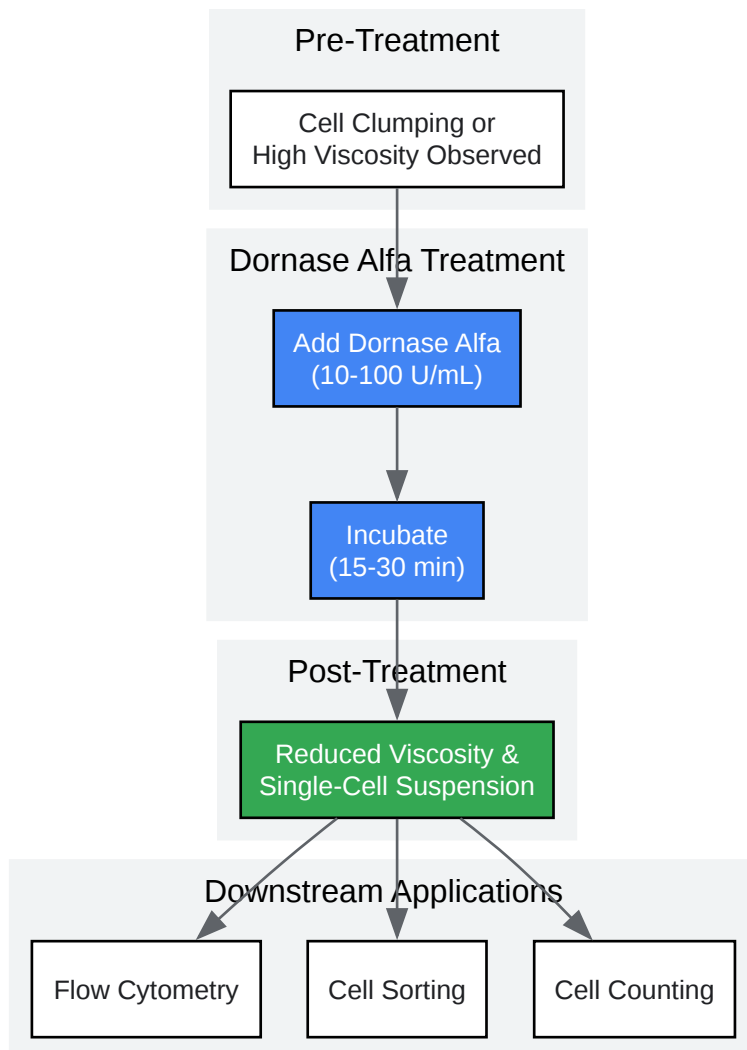 Pre-Treatment
Cell Clumping or
High Viscosity Observed
Dornase Alfa Treatment
Add Dornase Alfa
(10-100 U/mL)
Incubate
(15-30 min)
Post-Treatment
Reduced Viscosity &
Single-Cell Suspension
Downstream Applications
Flow Cytometry
Cell Sorting
Cell Counting